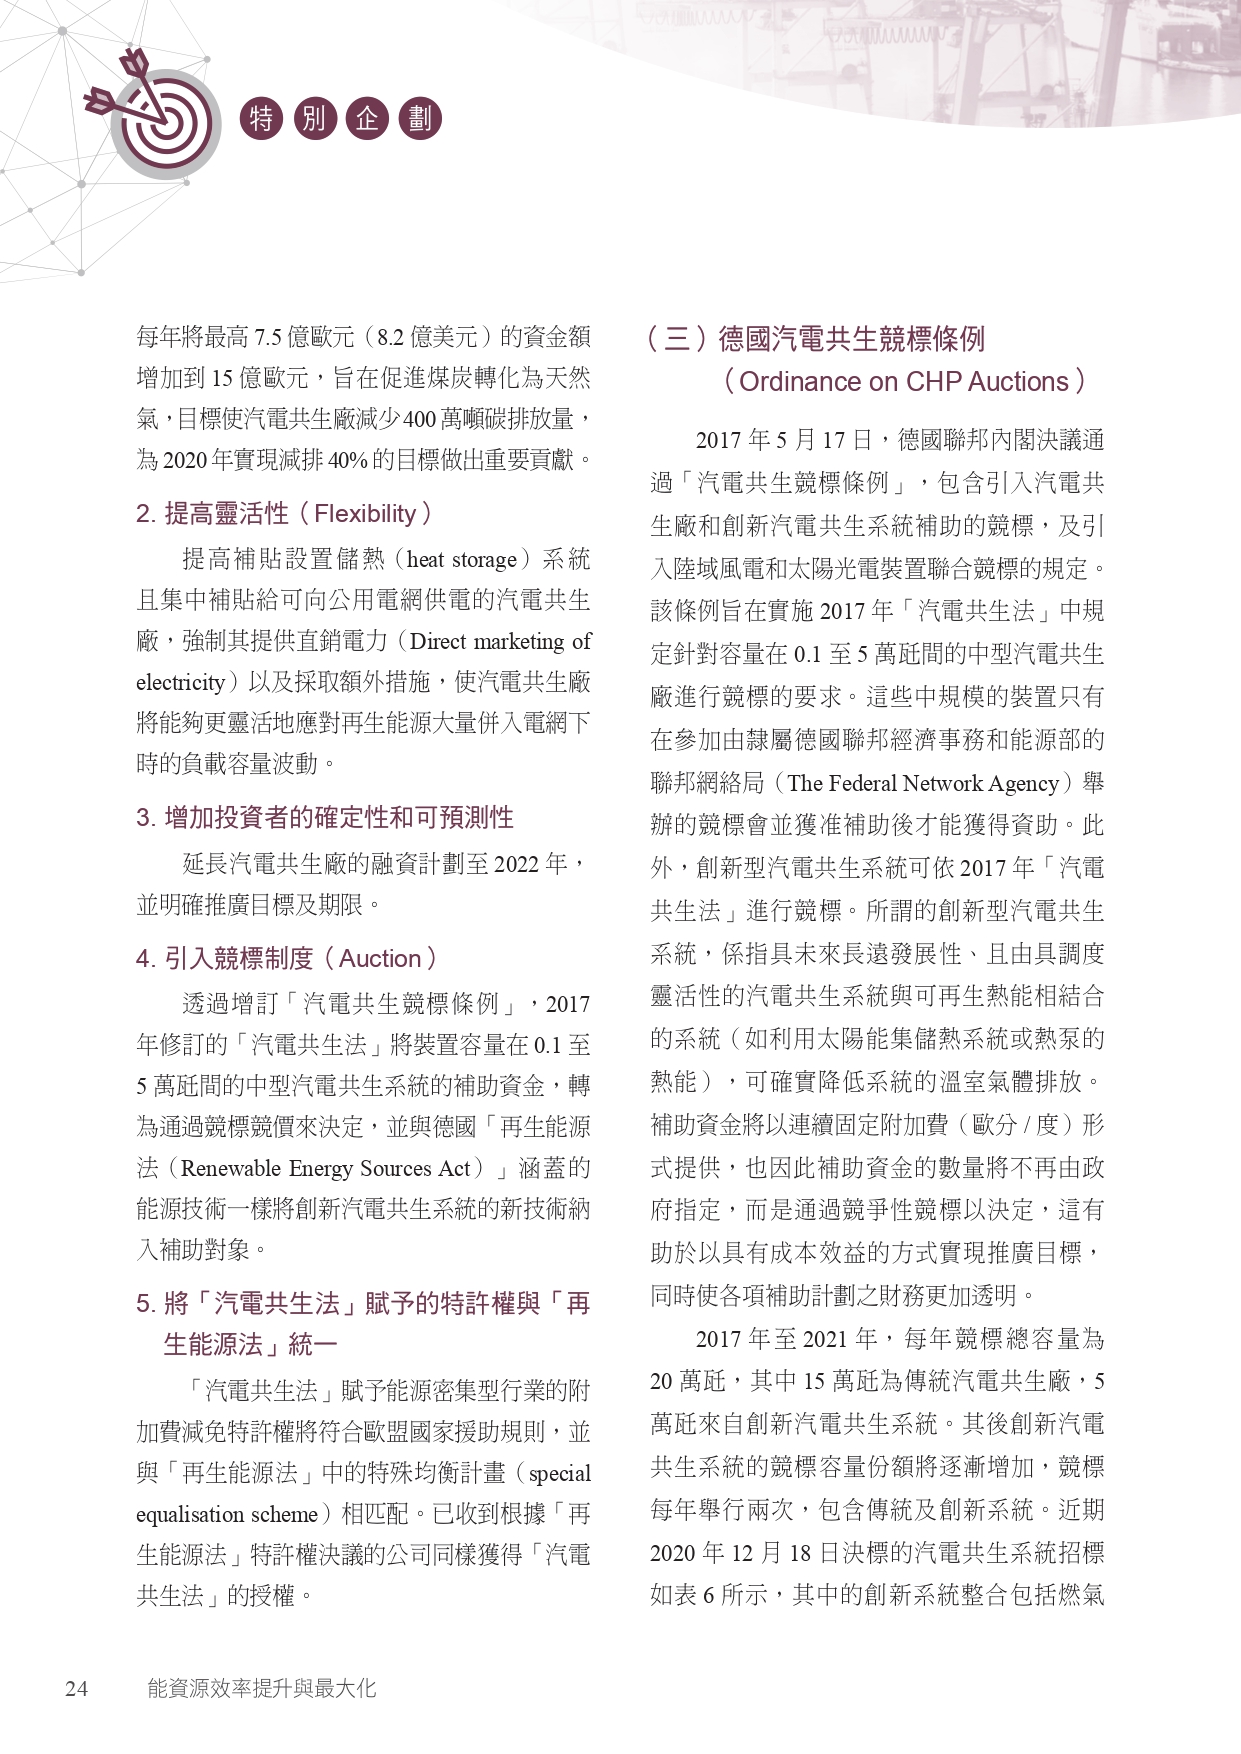 特別企劃
每年將最高 7.5 億歐元（8.2 億美元）的資金額
增加到 15 億歐元，旨在促進煤炭轉化為天然
氣，目標使汽電共生廠減少 400 萬噸碳排放量，
為 2020 年實現減排 40% 的目標做出重要貢獻。
2. 提高靈活性（Flexibility）
提高補貼設置儲熱（heat storage）系統
且集中補貼給可向公用電網供電的汽電共生
廠，強制其提供直銷電力（Direct marketing of
electricity）以及採取額外措施，使汽電共生廠
將能夠更靈活地應對再生能源大量併入電網下
時的負載容量波動。
3. 增加投資者的確定性和可預測性
延長汽電共生廠的融資計劃至 2022 年，
並明確推廣目標及期限。
4. 引入競標制度（Auction）
透過增訂「汽電共生競標條例」，2017
年修訂的「汽電共生法」將裝置容量在 0.1 至
5 萬瓩間的中型汽電共生系統的補助資金，轉
為通過競標競價來決定，並與德國「再生能源
法（Renewable Energy Sources Act）」涵蓋的
能源技術一樣將創新汽電共生系統的新技術納
入補助對象。
5. 將「汽電共生法」賦予的特許權與「再
生能源法」統一
「汽電共生法」賦予能源密集型行業的附
加費減免特許權將符合歐盟國家援助規則，並
與「再生能源法」中的特殊均衡計畫（special
equalisation scheme）相匹配。已收到根據「再
生能源法」特許權決議的公司同樣獲得「汽電
共生法」的授權。
（三）德國汽電共生競標條例
（Ordinance on CHP Auctions）
2017 年 5 月 17 日，德國聯邦內閣決議通
過「汽電共生競標條例」，包含引入汽電共
生廠和創新汽電共生系統補助的競標，及引
入陸域風電和太陽光電裝置聯合競標的規定。
該條例旨在實施 2017 年「汽電共生法」中規
定針對容量在 0.1 至 5 萬瓩間的中型汽電共生
廠進行競標的要求。這些中規模的裝置只有
在參加由隸屬德國聯邦經濟事務和能源部的
聯邦網絡局（The Federal Network Agency）舉
辦的競標會並獲准補助後才能獲得資助。此
外，創新型汽電共生系統可依 2017 年「汽電
共生法」進行競標。所謂的創新型汽電共生
系統，係指具未來長遠發展性、且由具調度
靈活性的汽電共生系統與可再生熱能相結合
的系統（如利用太陽能集儲熱系統或熱泵的
熱能），可確實降低系統的溫室氣體排放。
補助資金將以連續固定附加費（歐分 / 度）形
式提供，也因此補助資金的數量將不再由政
府指定，而是通過競爭性競標以決定，這有
助於以具有成本效益的方式實現推廣目標，
同時使各項補助計劃之財務更加透明。
2017 年至 2021 年，每年競標總容量為
20 萬瓩，其中 15 萬瓩為傳統汽電共生廠，5
萬瓩來自創新汽電共生系統。其後創新汽電
共生系統的競標容量份額將逐漸增加，競標
每年舉行兩次，包含傳統及創新系統。近期
2020 年 12 月 18 日決標的汽電共生系統招標
如表 6 所示，其中的創新系統整合包括燃氣
24 能資源效率提升與最大化